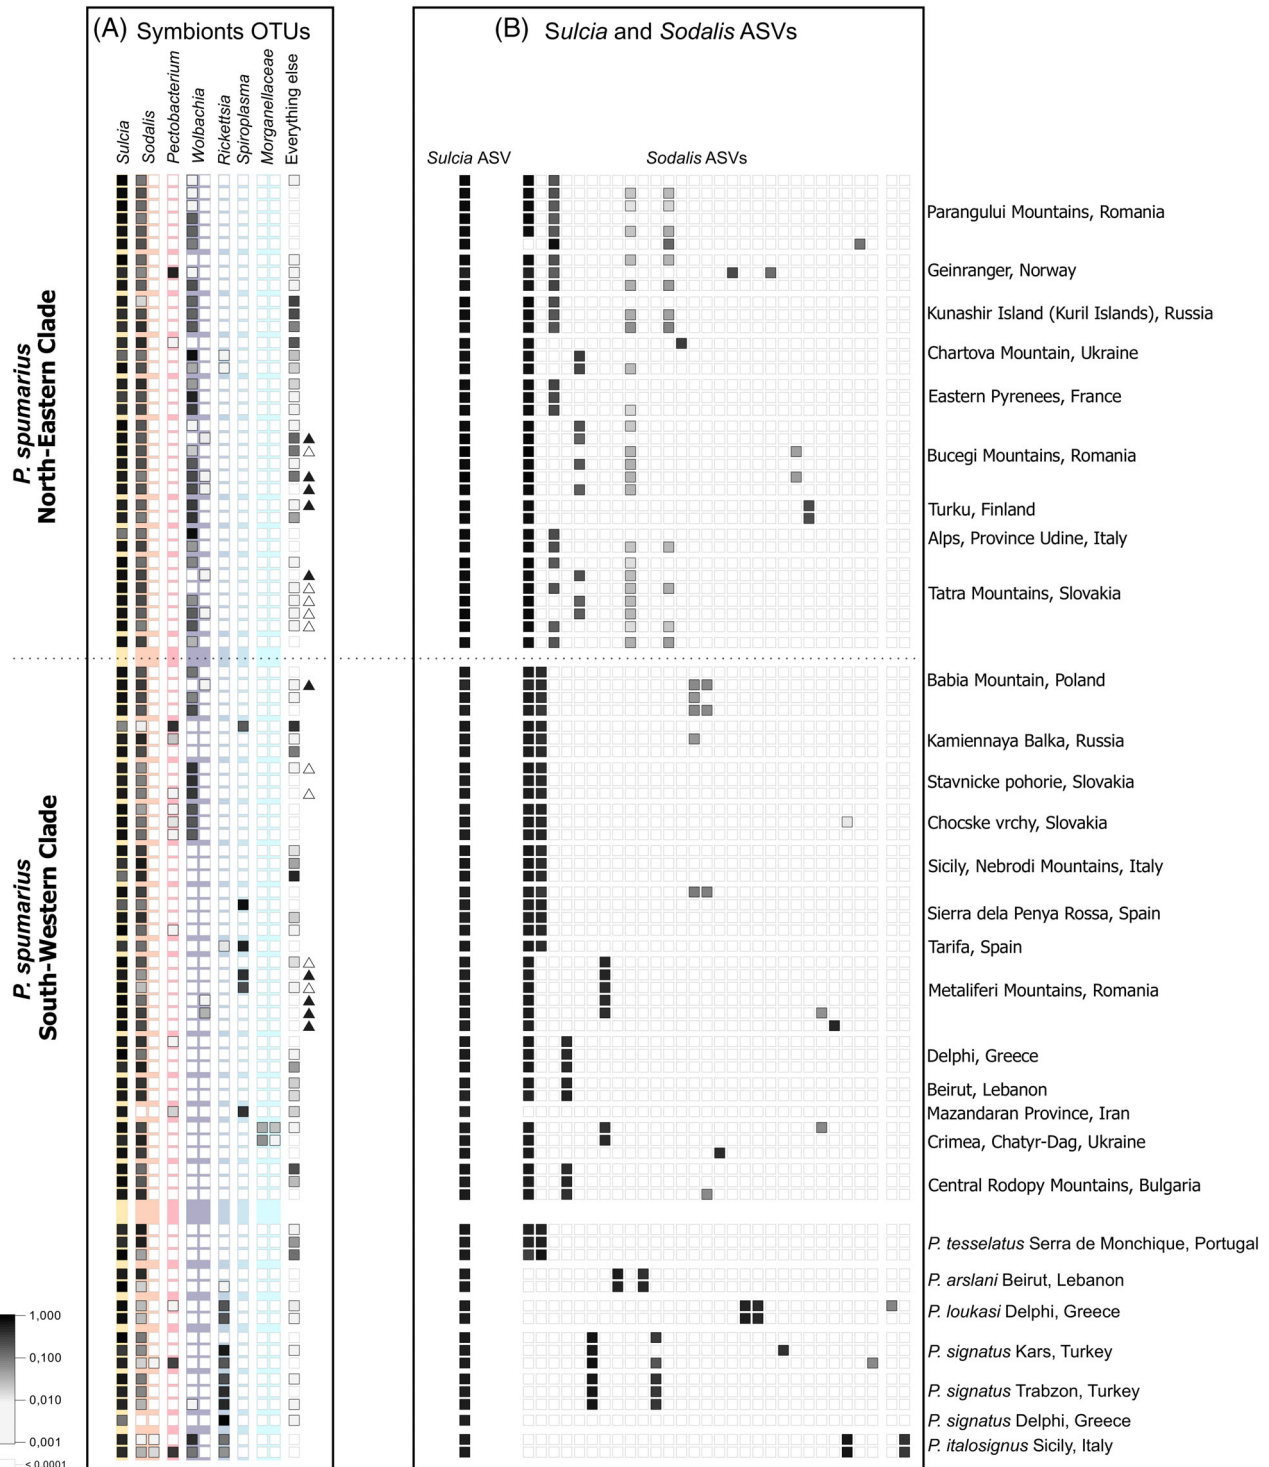 (A) Symbionts OTUs
(B) Sulcia and Sodalis ASVs
Sulcia
Sodalis
Pectobacterium
Wolbachia
Rickettsia
Spiroplasma
Morganellaceae
Everything else
Sulcia ASV
Sodalis ASVs
P. spumarius
North-Eastern Clade
Parangului Mountains, Romania
Geinranger, Norway
Kunashir Island (Kuril Islands), Russia
Chartova Mountain, Ukraine
Eastern Pyrenees, France
Bucegi Mountains, Romania
Turku, Finland
Alps, Province Udine, Italy
Tatra Mountains, Slovakia
P. spumarius
South-Western Clade
Babia Mountain, Poland
Kamiennaya Balka, Russia
Stavnicke pohorie, Slovakia
Chocske vrchy, Slovakia
Sicily, Nebrodi Mountains, Italy
Sierra dela Penya Rossa, Spain
Tarifa, Spain
Metaliferi Mountains, Romania
Delphi, Greece
Beirut, Lebanon
Mazandaran Province, Iran
Crimea, Chatyr-Dag, Ukraine
Central Rodopy Mountains, Bulgaria
P. tesselatus Serra de Monchique, Portugal
P. arslani Beirut, Lebanon
P. loukasi Delphi, Greece
P. signatus Kars, Turkey
P. signatus Trabzon, Turkey
P. signatus Delphi, Greece
P. italosignus Sicily, Italy
1,000
0,100
0,010
0,001
< 0.0001